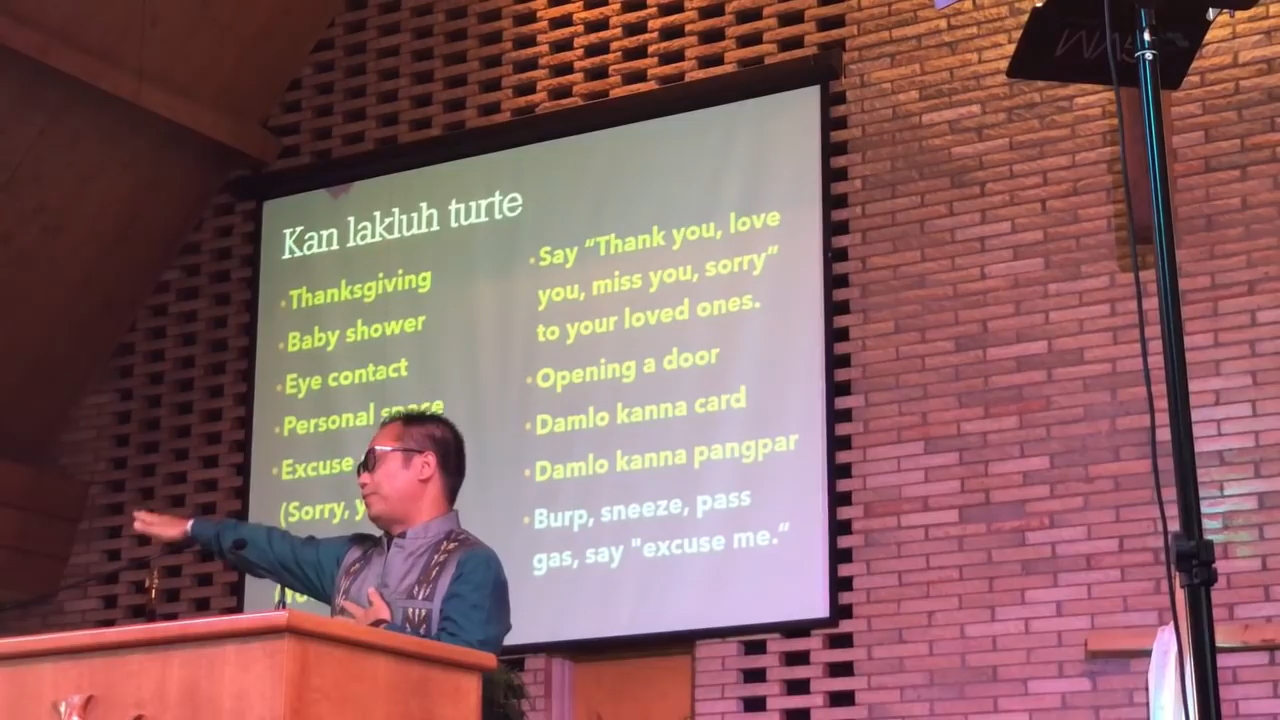 Kan lakluh turte
•Thanksgiving
•Baby shower
•Eye contact
•Personal space
•Excuse
(Sorry,
•Say “Thank you, love
you, miss you, sorry”
to your loved ones.
•Opening a door
•Damlo kanna card
•Damlo kanna pangpar
•Burp, sneeze, pass
gas, say "excuse me.“